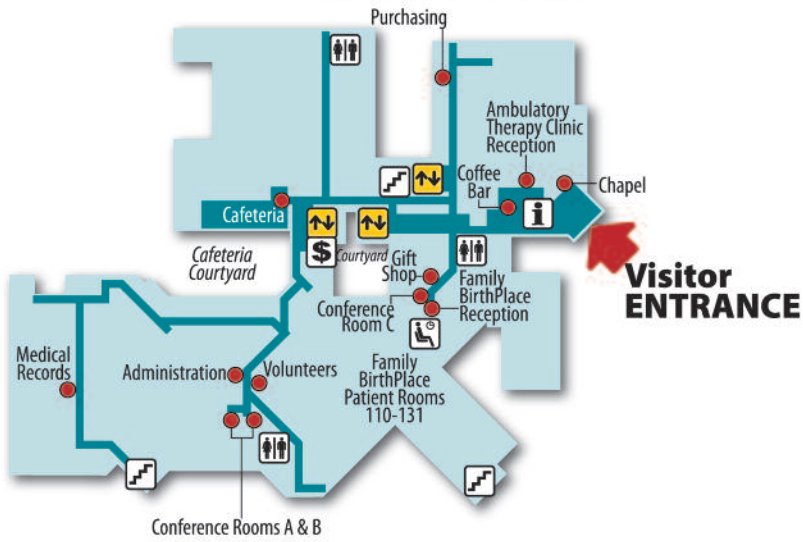 Purchasing
Ambulatory
Therapy Clinic
Reception
Coffee
Bar
Chapel
i
Cafeteria
$
Cafeteria
Courtyard
Courtyard
Gift
Shop
Visitor
ENTRANCE
Conference
Room C
Family
BirthPlace
Reception
Medical
Records
Administration
Volunteers
Family
BirthPlace
Patient Rooms
110-131
Conference Rooms A & B